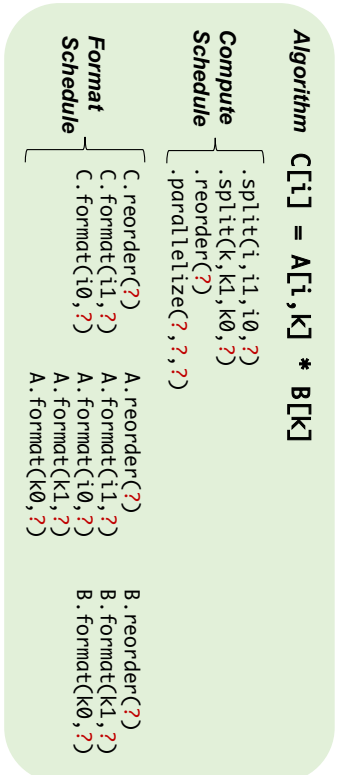 Algorithm C[i] = A[i,k] * B[k]
Compute
Schedule
.split(i,i1,i0,?)
.split(k,k1,k0,?)
.reorder(?)
.parallelize(?,?,?)
Format
Schedule
C.reorder(?)
C.format(i1,?)
C.format(i0,?)
A.reorder(?)
A.format(i1,?)
A.format(i0,?)
A.format(k1,?)
A.format(k0,?)
B.reorder(?)
B.format(k1,?)
B.format(k0,?)